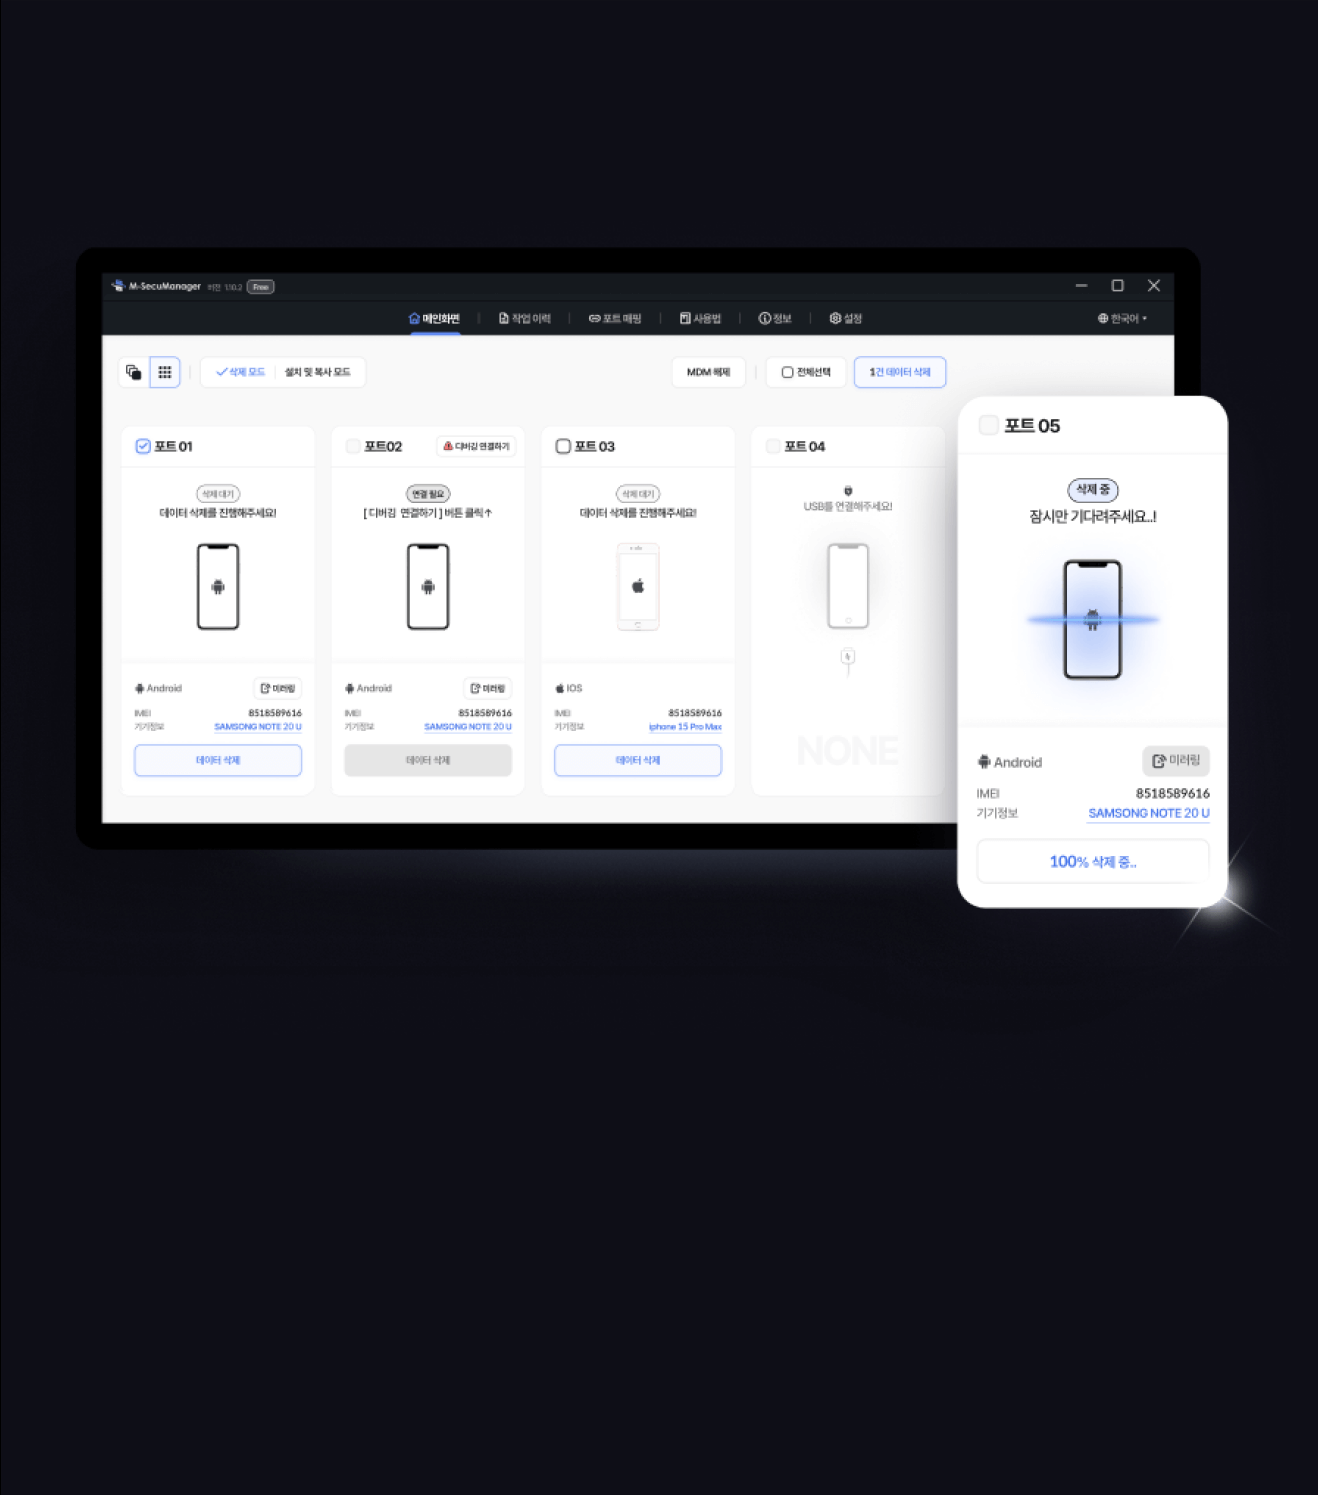 M-SecuManager 버전 1.10.2 Free
메인화면 작업 이력 포트 매핑 사용법 정보 설정 한국어
삭제 모드 설치 및 복사 모드 MDM 해제 전체선택 1건 데이터 삭제
포트 01
삭제 대기
데이터 삭제를 진행해주세요!
Android 미러링
IMEI 8518589616
기기정보 SAMSONG NOTE 20 U
데이터 삭제
포트02 디버깅 연결하기
연결 필요
[ 디버깅 연결하기 ] 버튼 클릭↑
Android 미러링
IMEI 8518589616
기기정보 SAMSONG NOTE 20 U
데이터 삭제
포트 03
삭제 대기
데이터 삭제를 진행해주세요!
IOS
IMEI 8518589616
기기정보 iphone 15 Pro Max
데이터 삭제
포트 04
USB를 연결해주세요!
NONE
포트 05
삭제 중
잠시만 기다려주세요..!
Android 미러링
IMEI 8518589616
기기정보 SAMSONG NOTE 20 U
100% 삭제 중..